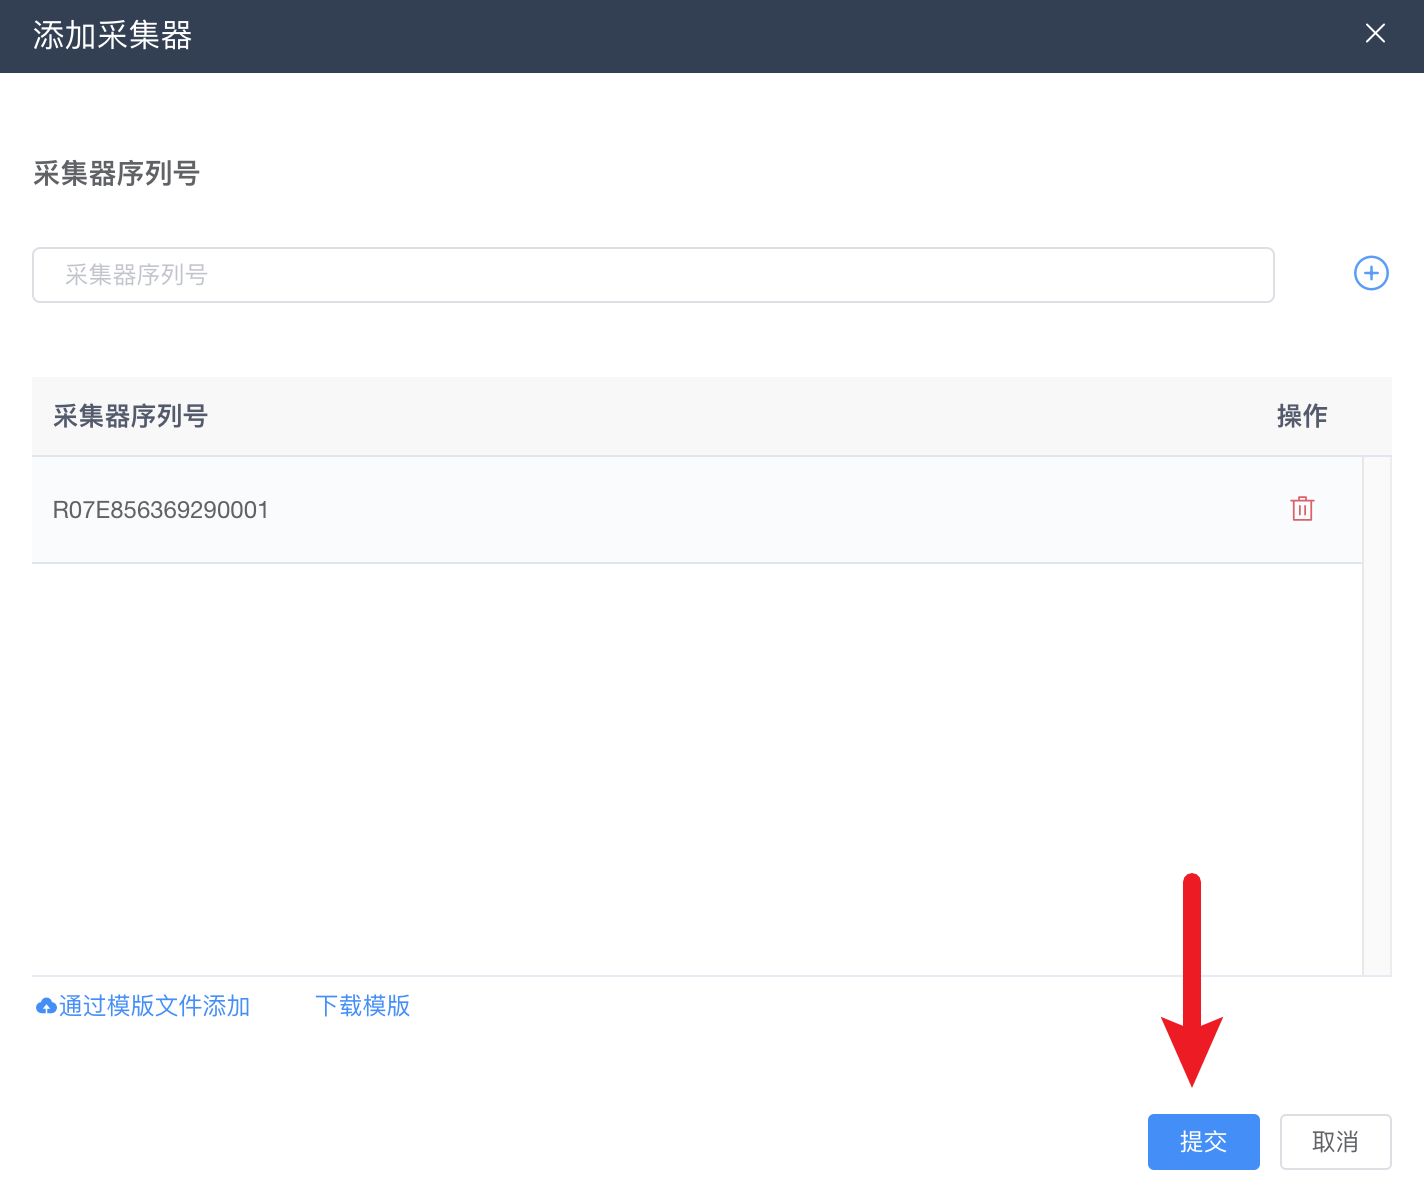 添加采集器
采集器序列号
采集器序列号
采集器序列号 操作
R07E856369290001
通过模版文件添加 下载模版
提交 取消